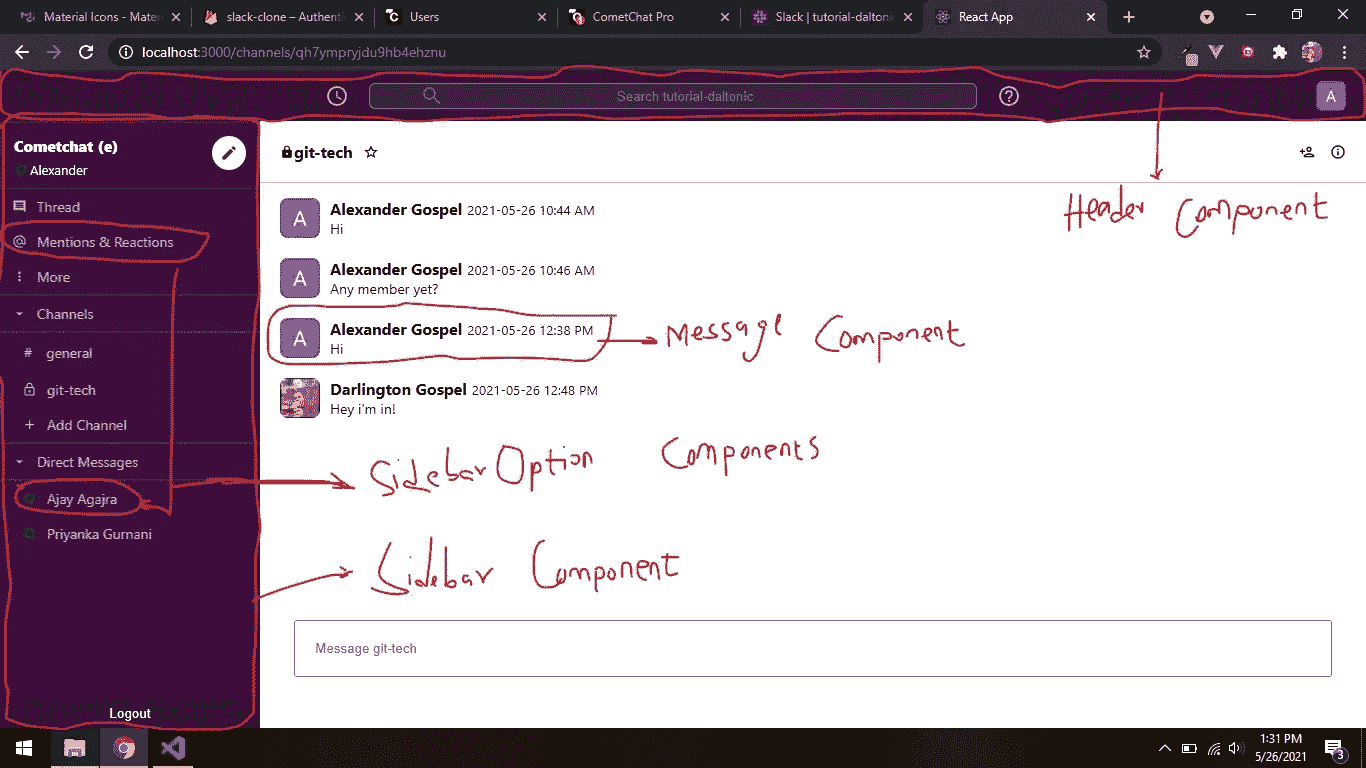 Material Icons - Mater
slack-clone – Authenti
Users
CometChat Pro
Slack | tutorial-daltoni
React App
localhost:3000/channels/qh7ympryjdu9hb4ehznu
Search tutorial-daltonic
A
Cometchat (e)
Alexander
Thread
Mentions & Reactions
More
Channels
# general
git-tech
+ Add Channel
Direct Messages
Ajay Agajra
Priyanka Gurnani
Logout
git-tech
A
Alexander Gospel 2021-05-26 10:44 AM
Hi
A
Alexander Gospel 2021-05-26 10:46 AM
Any member yet?
A
Alexander Gospel 2021-05-26 12:38 PM
Hi
Darlington Gospel 2021-05-26 12:48 PM
Hey i'm in!
Header Component
Message Component
SidebarOption Components
Sidebar Component
Message git-tech
1:31 PM
5/26/2021
3